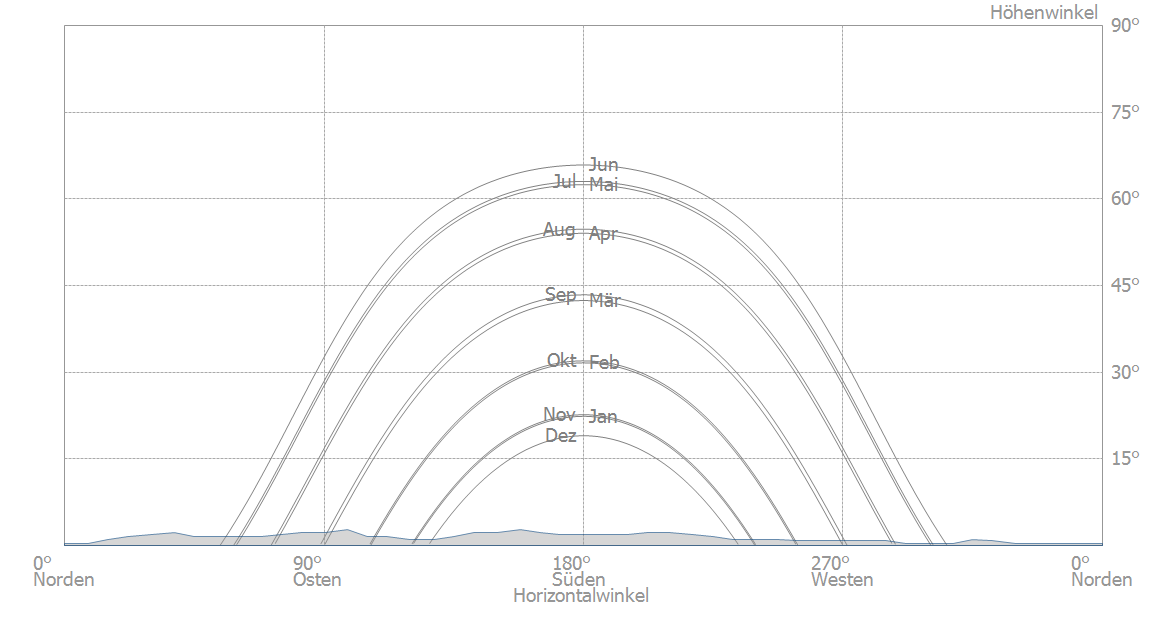 Höhenwinkel
90°
75°
Jun
Jul Mai
60°
Aug Apr
45°
Sep Mär
Okt Feb
30°
Nov Jan
Dez
15°
0° 90° 180° 270° 0°
Norden Osten Süden Westen Norden
Horizontalwinkel